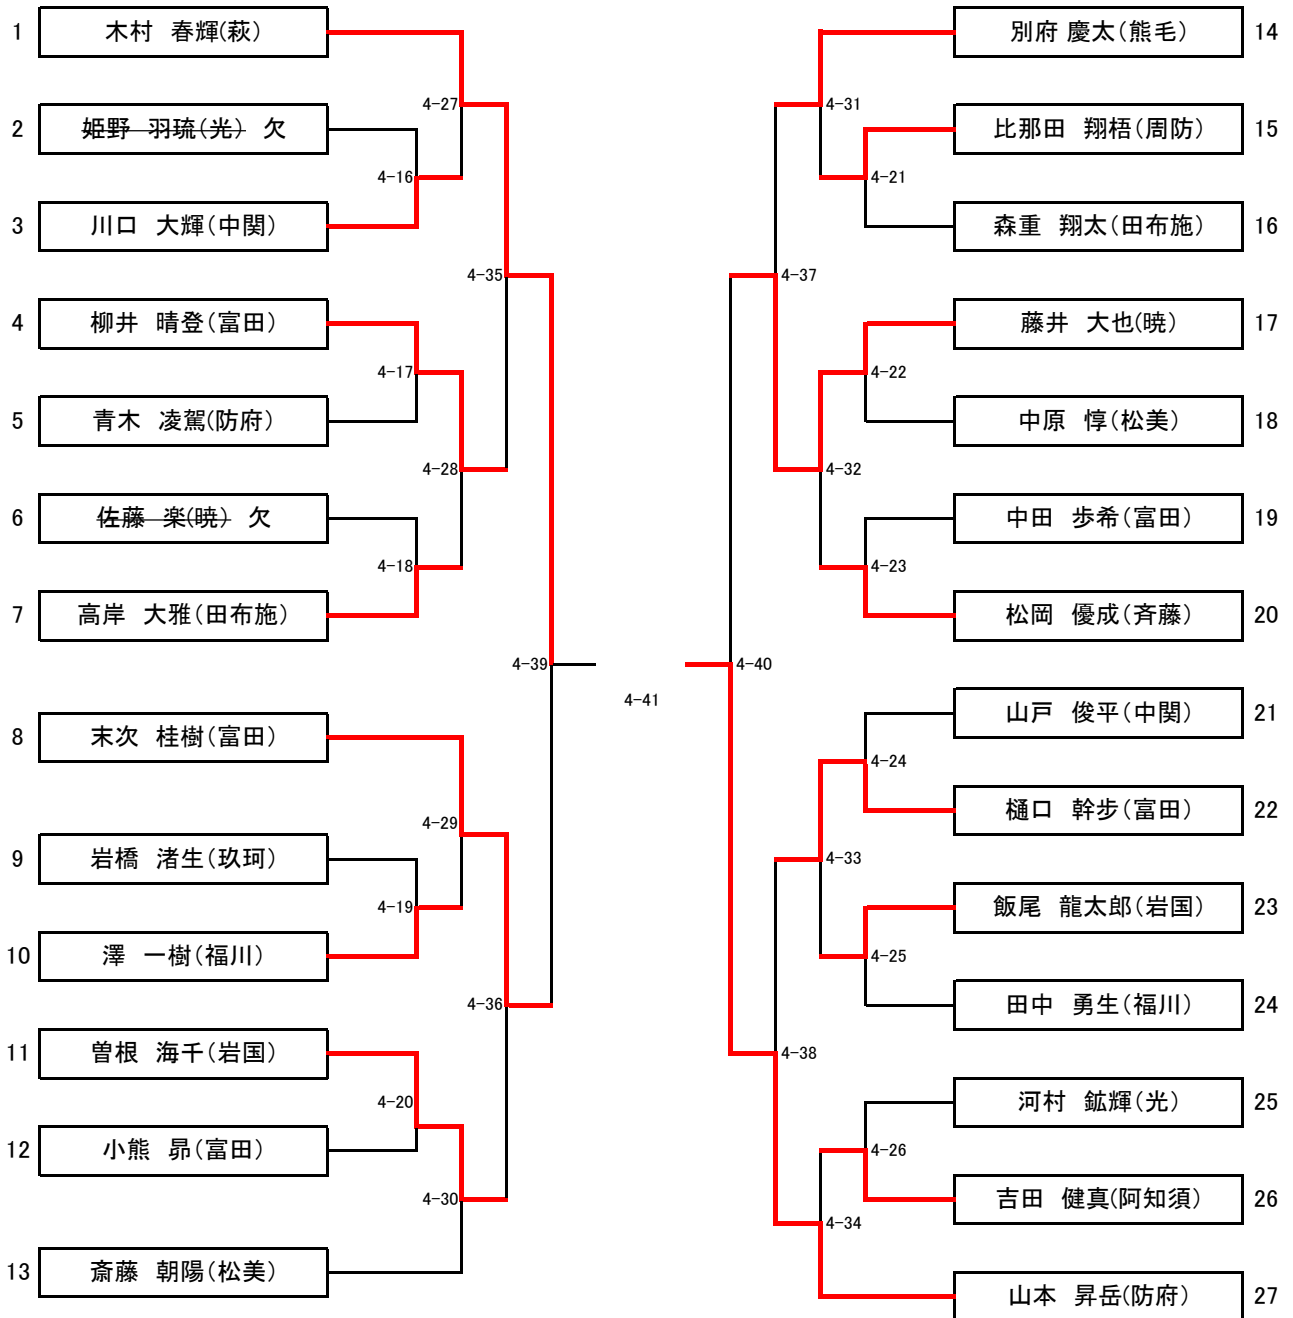 1 木村 春輝(萩)
2 姫野 羽琉(光) 欠
3 川口 大輝(中関)
4 柳井 晴登(富田)
5 青木 凌駕(防府)
6 佐藤 楽(暁) 欠
7 高岸 大雅(田布施)
8 末次 桂樹(富田)
9 岩橋 渚生(玖珂)
10 澤 一樹(福川)
11 曽根 海千(岩国)
12 小熊 昴(富田)
13 斎藤 朝陽(松美)
4-16
4-17
4-18
4-19
4-20
4-27
4-28
4-29
4-30
4-35
4-36
4-39
4-41
4-40
4-37
4-38
4-31
4-32
4-33
4-34
4-21
4-22
4-23
4-24
4-25
4-26
別府 慶太(熊毛) 14
比那田 翔梧(周防) 15
森重 翔太(田布施) 16
藤井 大也(暁) 17
中原 惇(松美) 18
中田 歩希(富田) 19
松岡 優成(斉藤) 20
山戸 俊平(中関) 21
樋口 幹歩(富田) 22
飯尾 龍太郎(岩国) 23
田中 勇生(福川) 24
河村 鉱輝(光) 25
吉田 健真(阿知須) 26
山本 昇岳(防府) 27